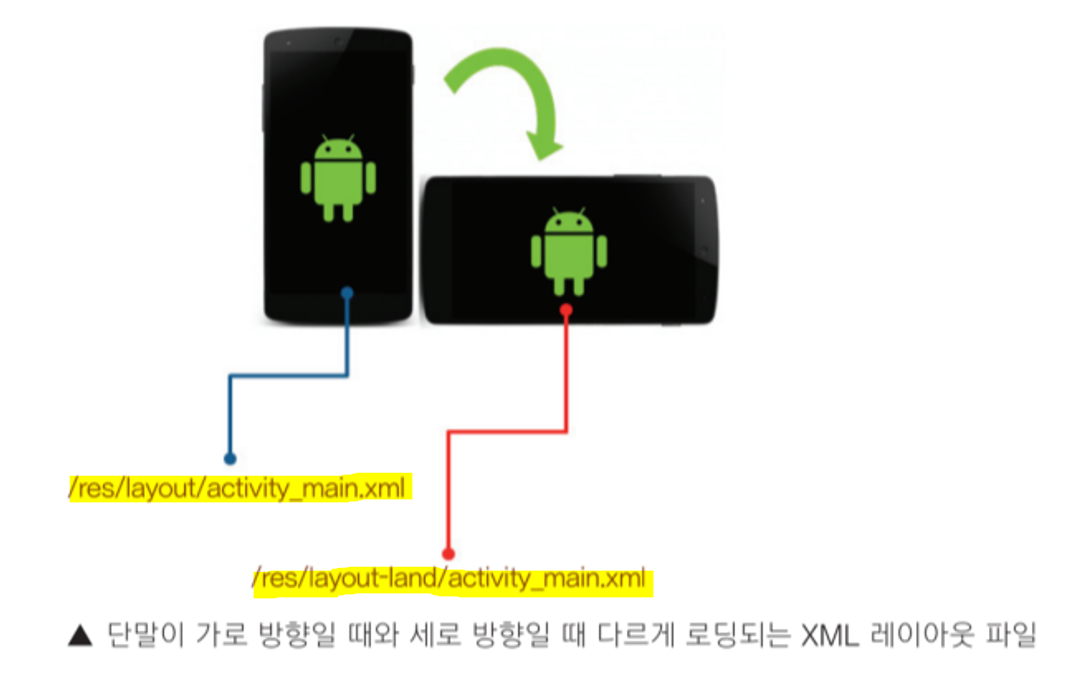 /res/layout/activity_main.xml
/res/layout-land/activity_main.xml
▲ 단말이 가로 방향일 때와 세로 방향일 때 다르게 로딩되는 XML 레이아웃 파일